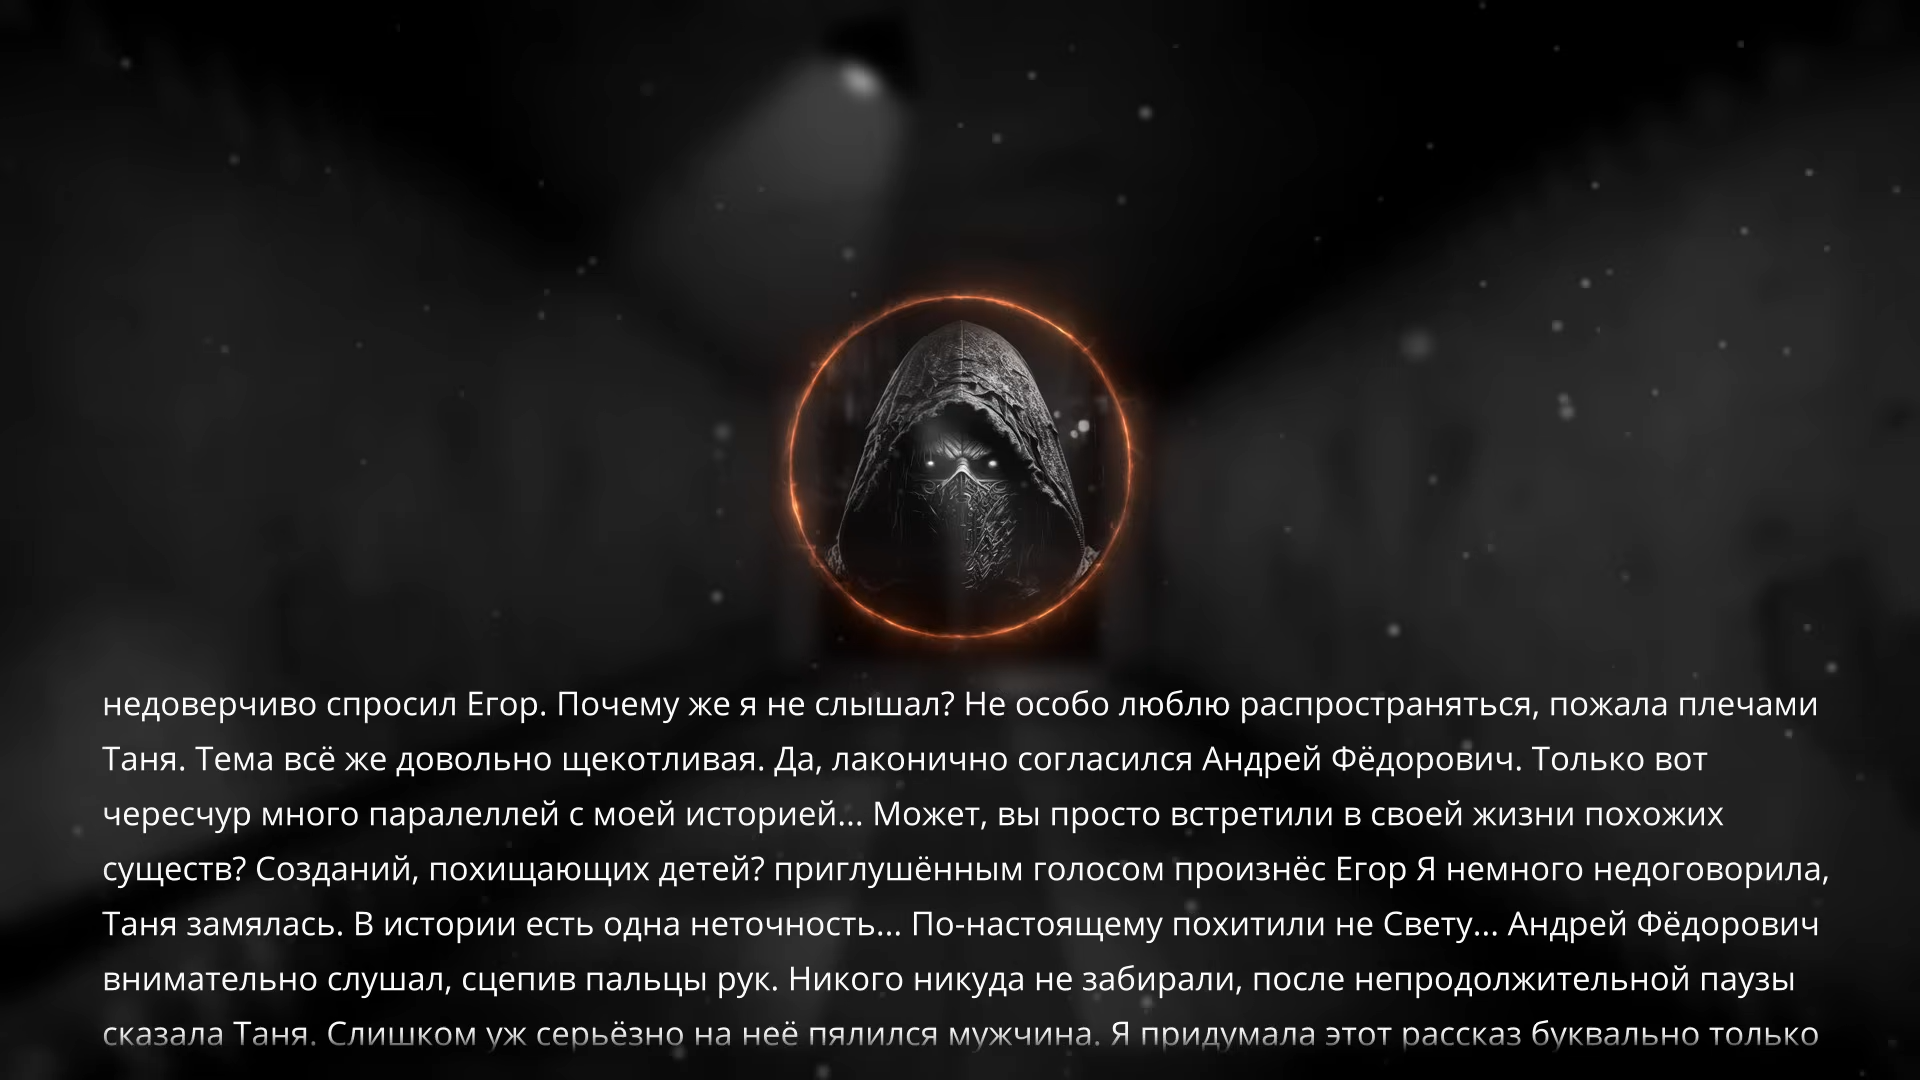 недоверчиво спросил Егор. Почему же я не слышал? Не особо люблю распространяться, пожала плечами
Таня. Тема всё же довольно щекотливая. Да, лаконично согласился Андрей Фёдорович. Только вот
чересчур много паралеллей с моей историей... Может, вы просто встретили в своей жизни похожих
существ? Созданий, похищающих детей? приглушённым голосом произнёс Егор Я немного недоговорила,
Таня замялась. В истории есть одна неточность... По-настоящему похитили не Свету... Андрей Фёдорович
внимательно слушал, сцепив пальцы рук. Никого никуда не забирали, после непродолжительной паузы
сказала Таня. Слишком уж серьёзно на неё пялился мужчина. Я придумала этот рассказ буквально только